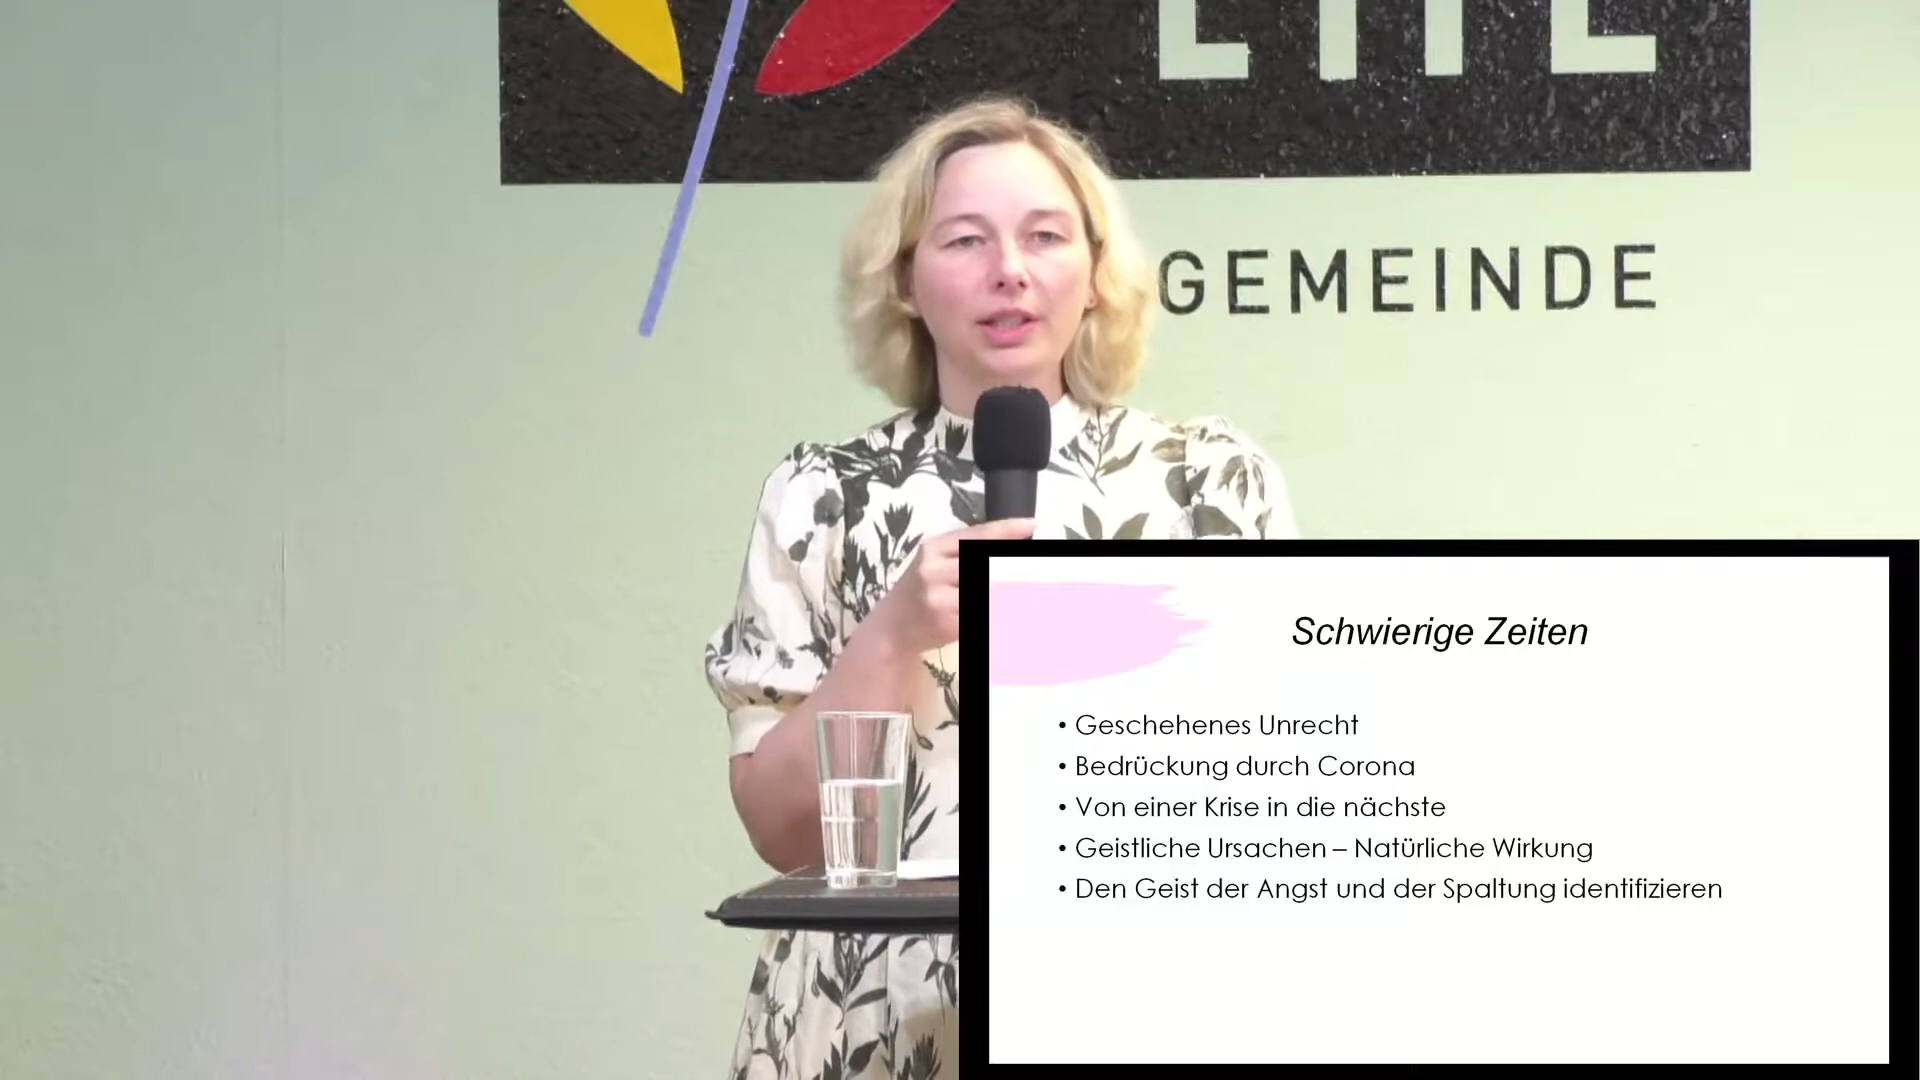 GEMEINDE
Schwierige Zeiten
• Geschehenes Unrecht
• Bedrückung durch Corona
• Von einer Krise in die nächste
• Geistliche Ursachen – Natürliche Wirkung
• Den Geist der Angst und der Spaltung identifizieren